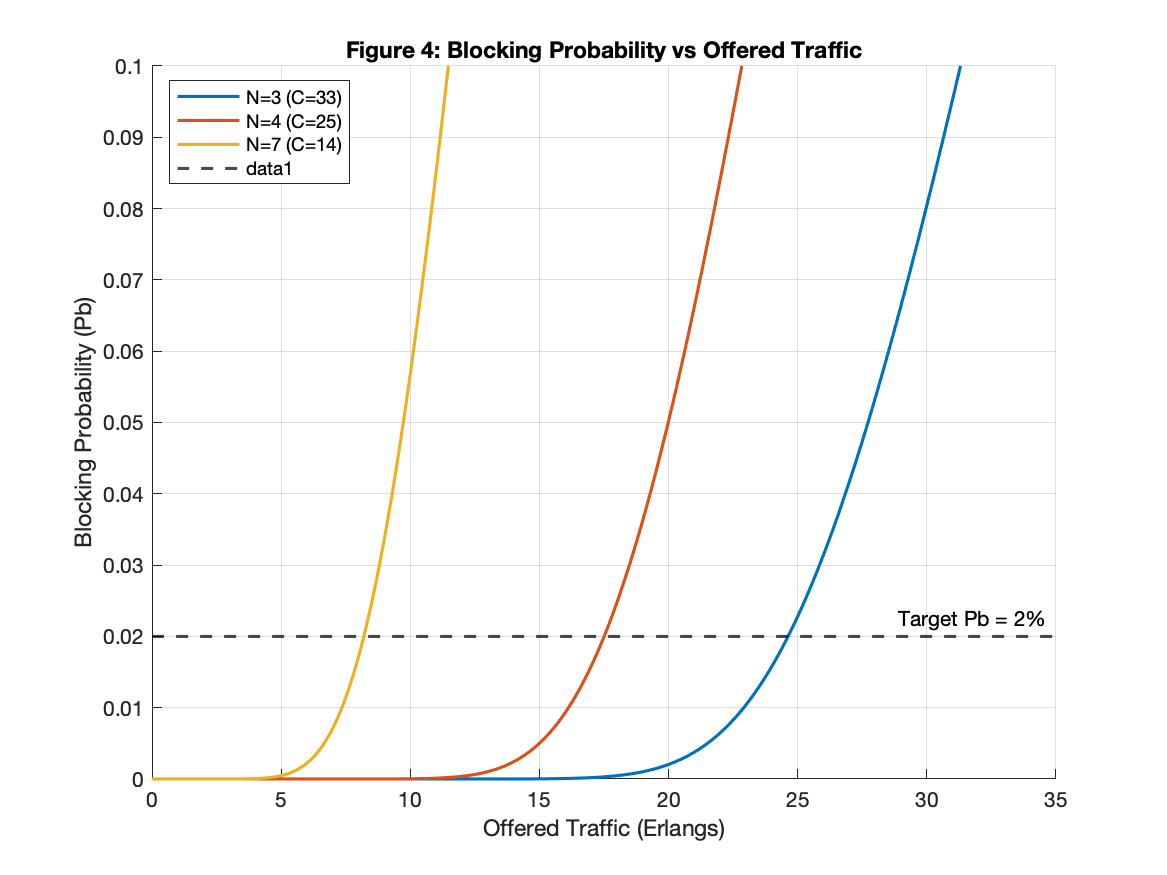 Figure 4: Blocking Probability vs Offered Traffic
0.1
N=3 (C=33)
N=4 (C=25)
N=7 (C=14)
data1
0.09
0.08
0.07
0.06
0.05
0.04
0.03
0.02
0.01
0
Blocking Probability (Pb)
Target Pb = 2%
0 5 10 15 20 25 30 35
Offered Traffic (Erlangs)